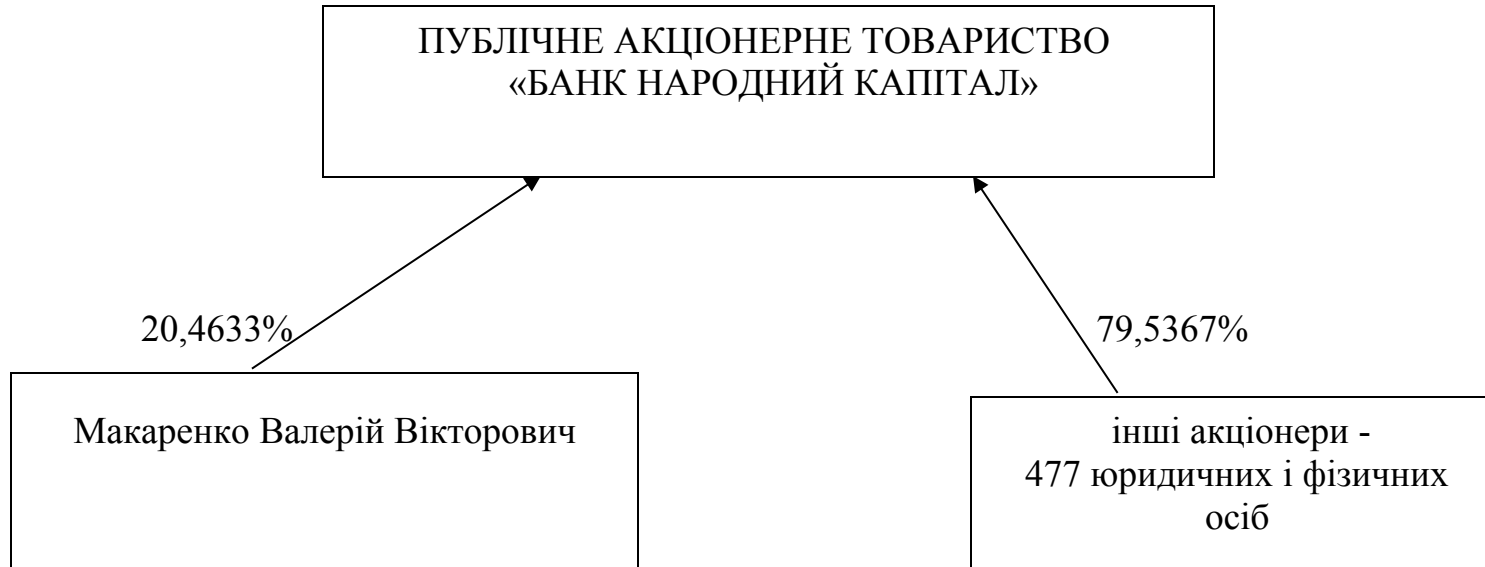 ПУБЛІЧНЕ АКЦІОНЕРНЕ ТОВАРИСТВО
«БАНК НАРОДНИЙ КАПІТАЛ»
20,4633%
79,5367%
Макаренко Валерій Вікторович
інші акціонери -
477 юридичних і фізичних
осіб